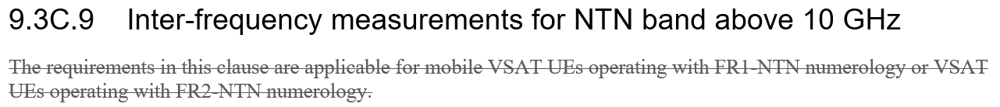 9.3C.9 Inter-frequency measurements for NTN band above 10 GHz
The requirements in this clause are applicable for mobile VSAT UEs operating with FR1-NTN numerology or VSAT
UEs operating with FR2-NTN numerology.